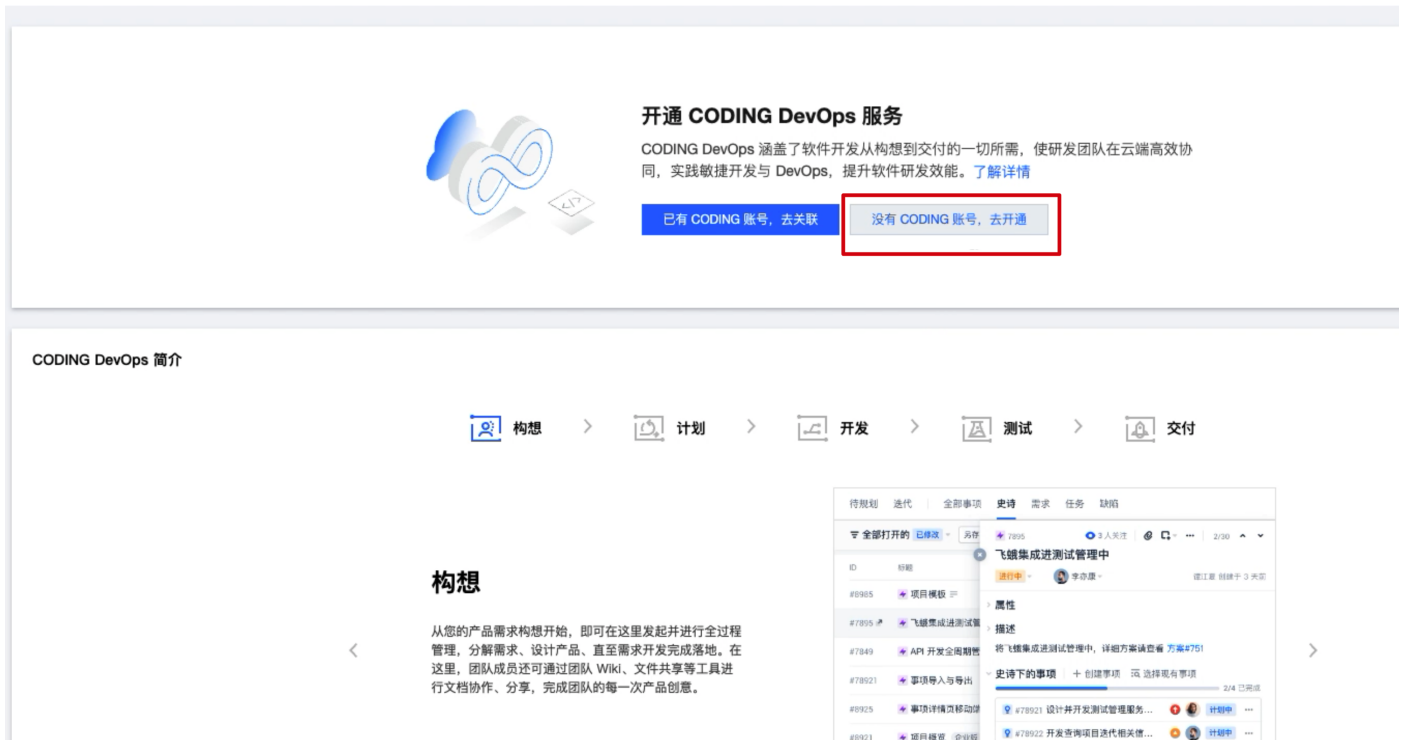 开通 CODING DevOps 服务
CODING DevOps 涵盖了软件开发从构想到交付的一切所需，使研发团队在云端高效协
同，实践敏捷开发与 DevOps，提升软件研发效能。了解详情
已有 CODING 账号，去关联
没有 CODING 账号，去开通
CODING DevOps 简介
构想
计划
开发
测试
交付
构想
从您的产品需求构想开始，即可在这里发起并进行全过程
管理，分解需求、设计产品、直至需求开发完成落地。在
这里，团队成员还可通过团队 Wiki、文件共享等工具进
行文档协作、分享，完成团队的每一次产品创意。
待规划 迭代 全部事项 史诗 需求 任务 缺陷
全部打开的 已修改 另存
ID 标题
#8985 项目模板
#7895 飞蛾集成进测试管
#7849 API 开发全周期管
#78921 事项导入与导出
#8925 事项详情页移动端
#8921 项目概览 企业级
7895 3 人关注 2/30
飞蛾集成进测试管理中
进行中 李亦康
创建于 3 天前
属性
描述
将飞蛾集成进测试管理中，详细方案请查看 方案#751
史诗下的事项 创建事项 选择现有事项
2/4 已完成
#78921 设计并开发测试管理服务... 计划中
#78922 开发查询项目迭代相关信... 计划中